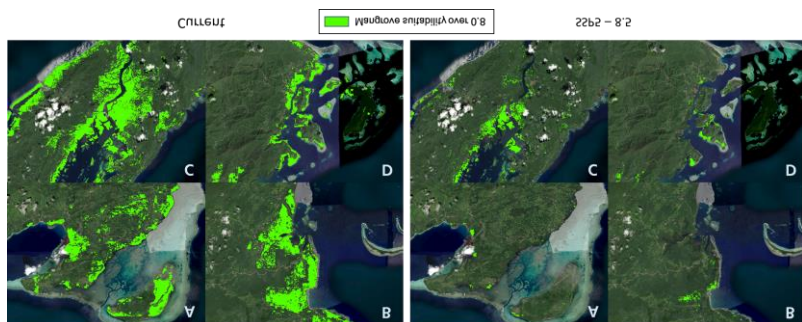 A
B
A
B
C
D
C
D
Current
Mangrove suitability over 0.8
SSP5 – 8.5